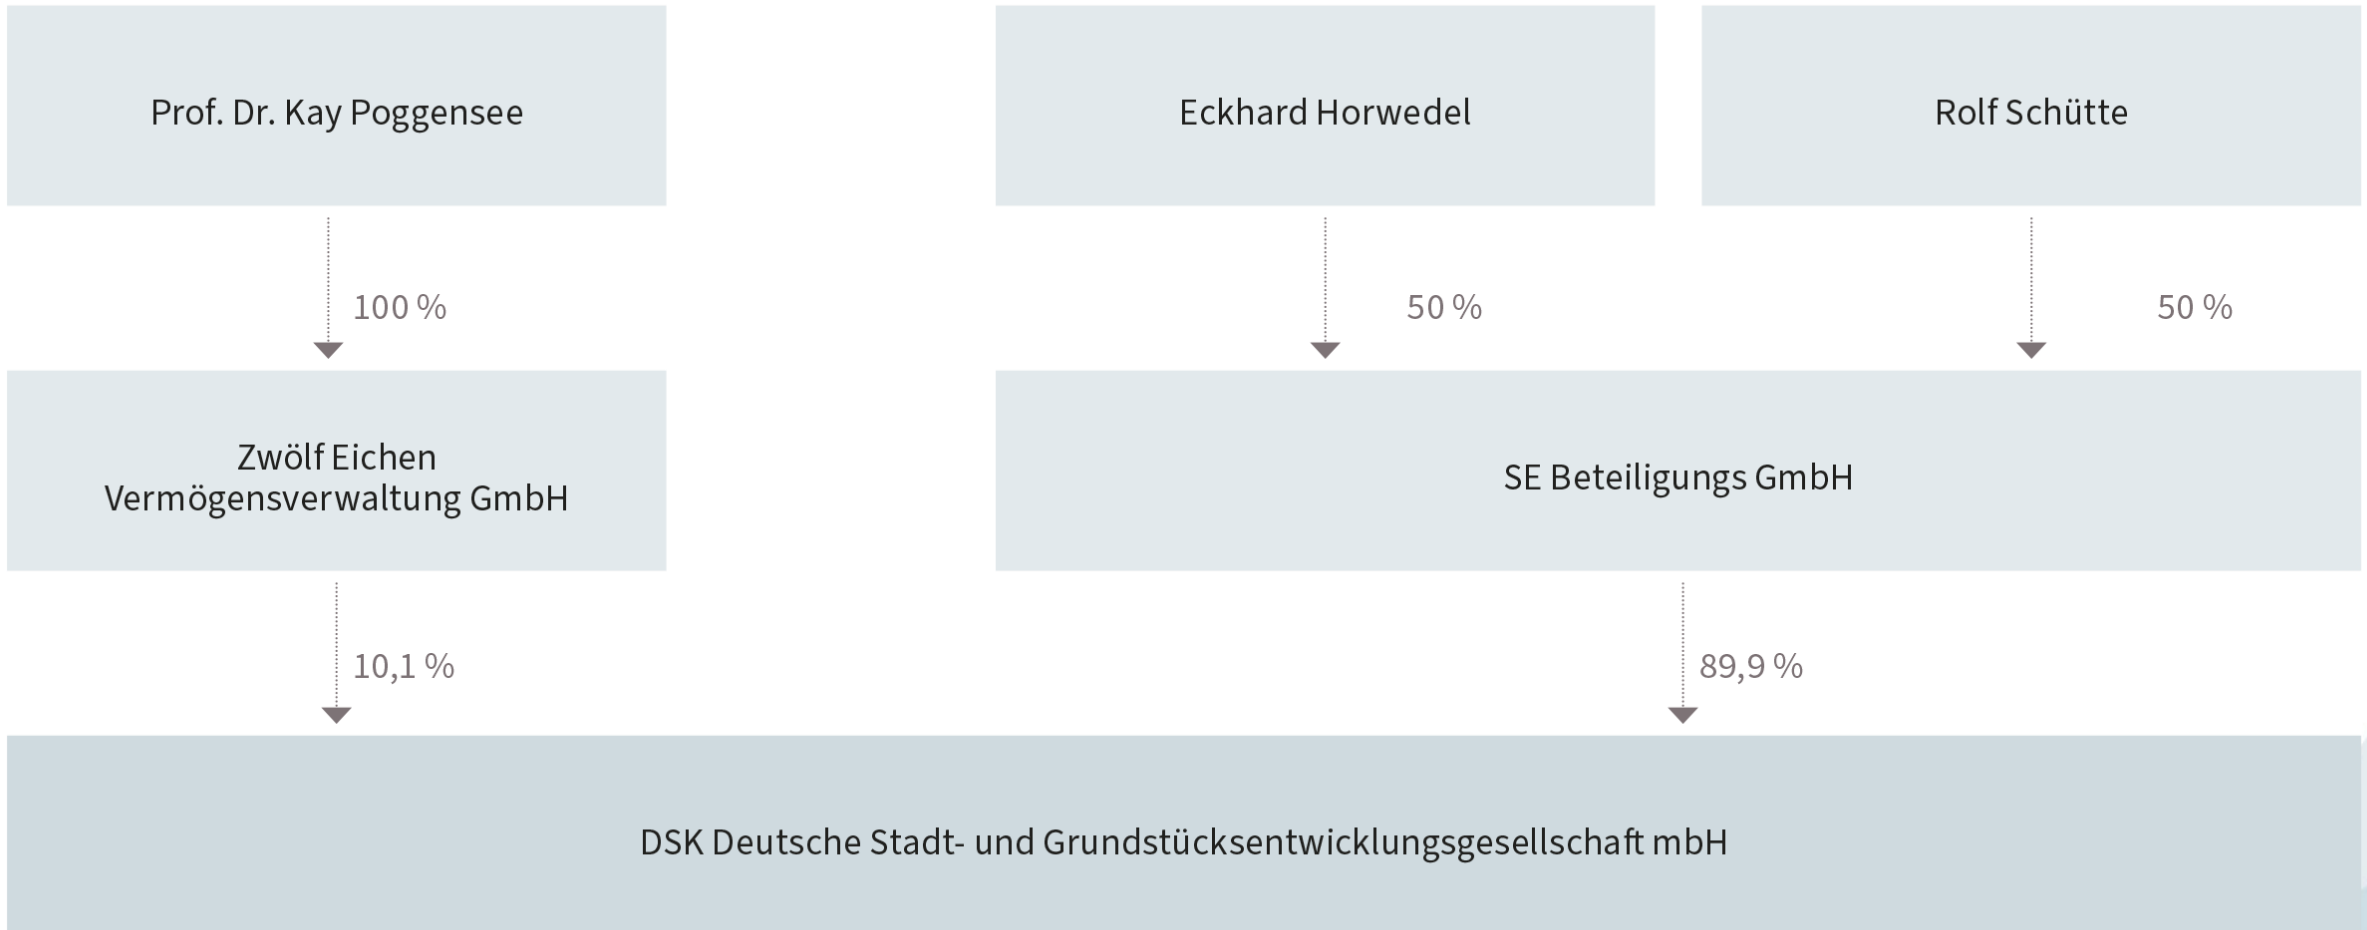 Prof. Dr. Kay Poggensee
Eckhard Horwedel
Rolf Schütte
100 %
50 %
50 %
Zwölf Eichen
Vermögensverwaltung GmbH
SE Beteiligungs GmbH
10,1 %
89,9 %
DSK Deutsche Stadt- und Grundstücksentwicklungsgesellschaft mbH